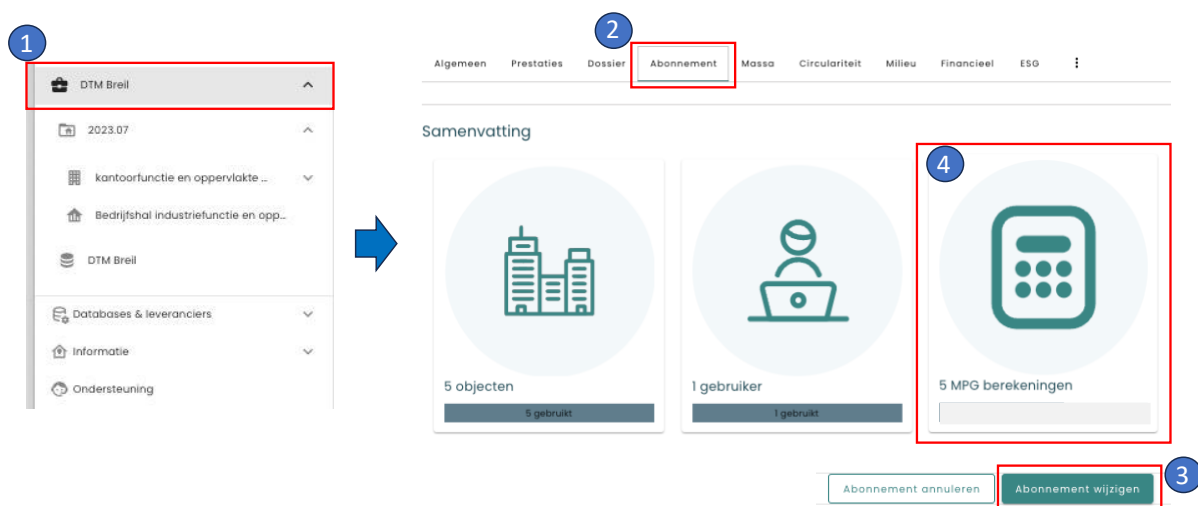 1
DTM Breil
2023.07
kantoorfunctie en oppervlakte ...
Bedrijfshal industriefunctie en opp...
DTM Breil
Databases & leveranciers
Informatie
Ondersteuning
2
Algemeen Prestaties Dossier Abonnement Massa Circulariteit Milieu Financieel ESG
Samenvatting
4
5 objecten
5 gebruikt
1 gebruiker
1 gebruikt
5 MPG berekeningen
Abonnement annuleren Abonnement wijzigen
3